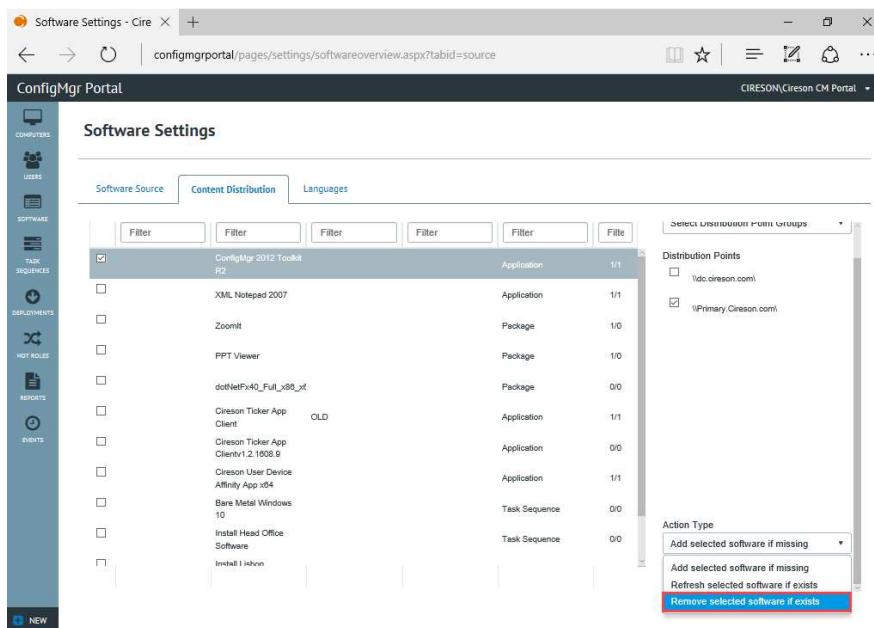 Software Settings - Cire
configmgrportal/pages/settings/softwareoverview.aspx?tabid=source
ConfigMgr Portal
CIRESON\Cireson CM Portal
COMPUTERS
USERS
SOFTWARE
TASK
SEQUENCES
DEPLOYMENTS
MGT ROLES
REPORTS
EVENTS
NEW
Software Settings
Software Source
Content Distribution
Languages
Filter
Filter
Filter
Filter
Filter
Filte
ConfigMgr 2012 Toolkit
R2
Application
1/1
XML Notepad 2007
Application
1/1
ZoomIt
Package
1/0
PPT Viewer
Package
1/0
dotNetFx40_Full_x86_x6
Package
0/0
Cireson Ticker App
Client
OLD
Application
1/1
Cireson Ticker App
Clientv1.2.1608.9
Application
0/0
Cireson User Device
Affinity App x64
Application
1/1
Bare Metal Windows
10
Task Sequence
0/0
Install Head Office
Software
Task Sequence
0/0
Install Lisbon
Select Distribution Point Groups
Distribution Points
\\dc.cireson.com\
\\Primary.Cireson.com\
Action Type
Add selected software if missing
Add selected software if missing
Refresh selected software if exists
Remove selected software if exists